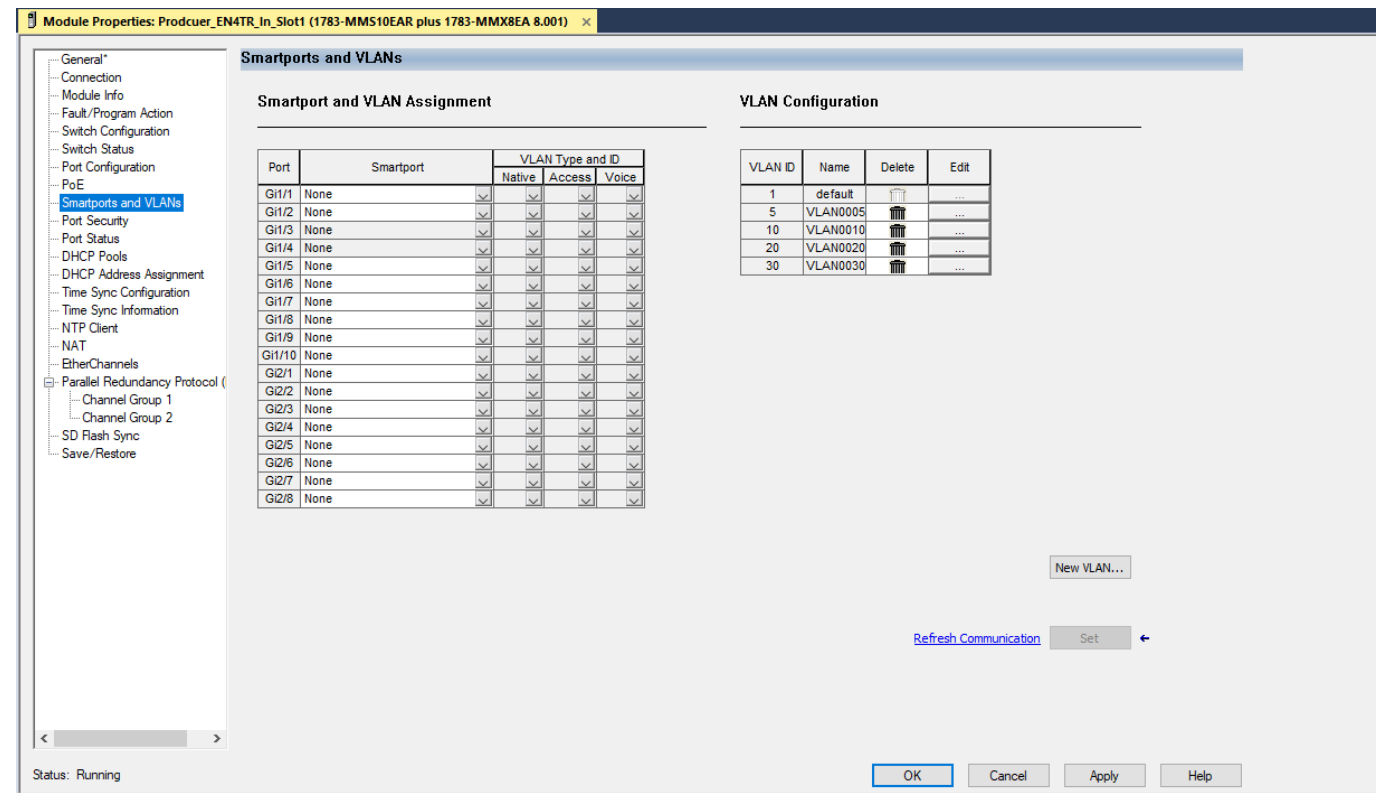 Module Properties: Prodcuer_EN4TR_In_Slot1 (1783-MMS10EAR plus 1783-MMX8EA 8.001) ×
General*
Connection
Module Info
Fault/Program Action
Switch Configuration
Switch Status
Port Configuration
PoE
Smartports and VLANs
Port Security
Port Status
DHCP Pools
DHCP Address Assignment
Time Sync Configuration
Time Sync Information
NTP Client
NAT
EtherChannels
Parallel Redundancy Protocol (
Channel Group 1
Channel Group 2
SD Flash Sync
Save/Restore
Smartports and VLANs
Smartport and VLAN Assignment
Port Smartport VLAN Type and ID
Native Access Voice
Gi1/1 None
Gi1/2 None
Gi1/3 None
Gi1/4 None
Gi1/5 None
Gi1/6 None
Gi1/7 None
Gi1/8 None
Gi1/9 None
Gi1/10 None
Gi2/1 None
Gi2/2 None
Gi2/3 None
Gi2/4 None
Gi2/5 None
Gi2/6 None
Gi2/7 None
Gi2/8 None
VLAN Configuration
VLAN ID Name Delete Edit
1 default ...
5 VLAN0005 ...
10 VLAN0010 ...
20 VLAN0020 ...
30 VLAN0030 ...
New VLAN...
Refresh Communication Set
Status: Running
OK Cancel Apply Help